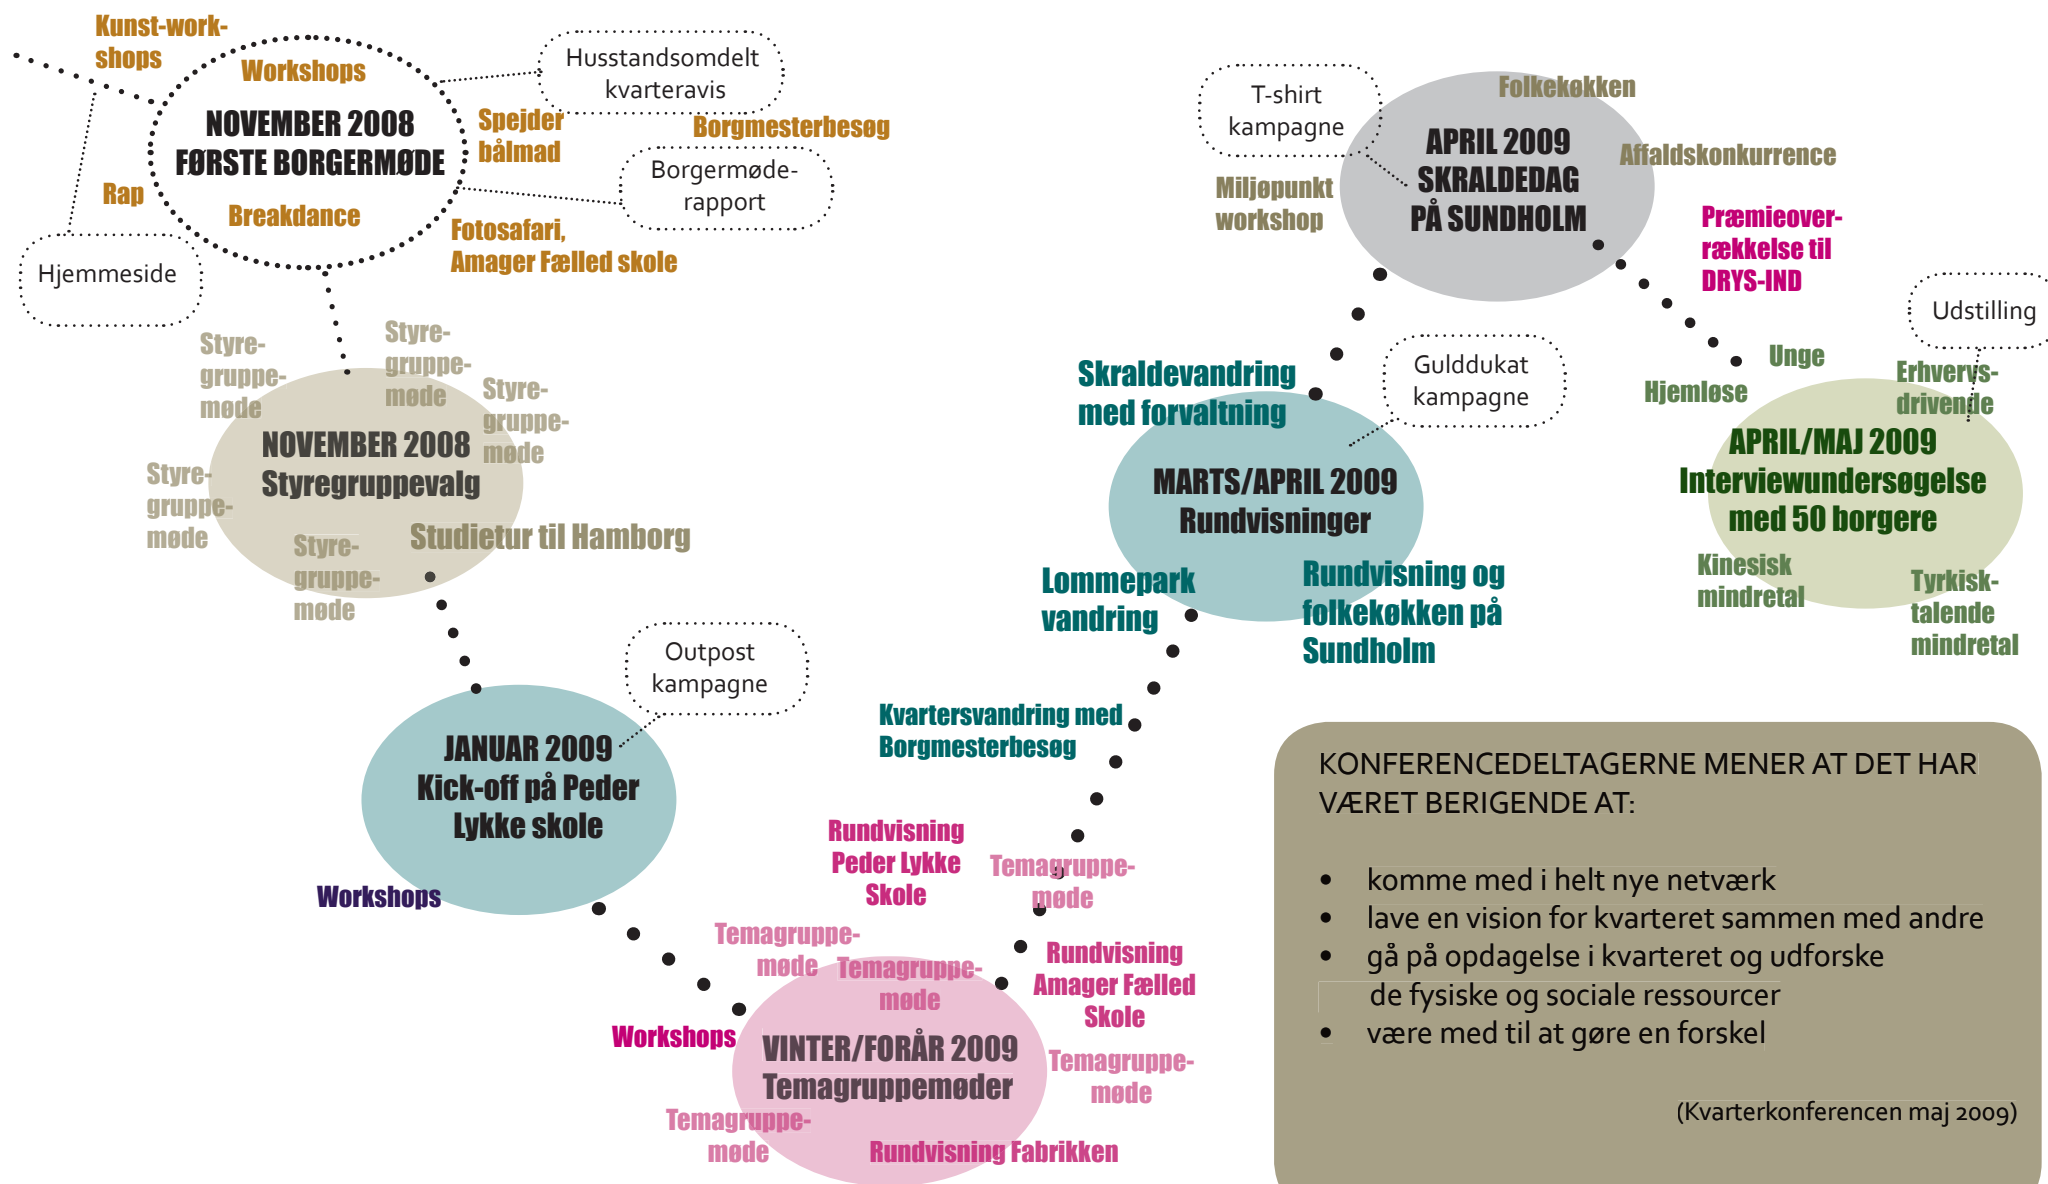 Kunst-work-
shops
Workshops
NOVEMBER 2008
FØRSTE BORGERMØDE
Rap
Breakdance
Spejder
bålmad
Fotosafari,
Amager Fælled skole
Borgmesterbesøg
Husstandsomdelt
kvarteravis
Borgermøde-
rapport
Hjemmeside
Styre-
gruppe-
møde
Styre-
gruppe-
møde
Styre-
gruppe-
møde
NOVEMBER 2008
Styregruppevalg
Styre-
gruppe-
møde
Styre-
gruppe-
møde
Studietur til Hamborg
Outpost
kampagne
JANUAR 2009
Kick-off på Peder
Lykke skole
Workshops
Workshops
Temagruppe-
møde
Temagruppe-
møde
VINTER/FORÅR 2009
Temagruppemøder
Temagruppe-
møde
Rundvisning Fabrikken
Temagruppe-
møde
Rundvisning
Amager Fælled
Skole
Temagruppe-
møde
Rundvisning
Peder Lykke
Skole
Kvartersvandring med
Borgmesterbesøg
Skraldevandring
med forvaltning
Gulddukat
kampagne
MARTS/APRIL 2009
Rundvisninger
Lommepark
vandring
Rundvisning og
folkekøkken på
Sundholm
T-shirt
kampagne
Folkekøkken
APRIL 2009
SKRALDEDAG
PÅ SUNDHOLM
Affaldskonkurrence
Miljøpunkt
workshop
Præmieover-
rækkelse til
DRYS-IND
Udstilling
Unge
Hjemløse
Erhvervs-
drivende
APRIL/MAJ 2009
Interviewundersøgelse
med 50 borgere
Kinesisk
mindretal
Tyrkisk-
talende
mindretal
KONFERENCEDELTAGERNE MENER AT DET HAR
VÆRET BERIGENDE AT:
• komme med i helt nye netværk
• lave en vision for kvarteret sammen med andre
• gå på opdagelse i kvarteret og udforske
de fysiske og sociale ressourcer
• være med til at gøre en forskel
(Kvarterkonferencen maj 2009)